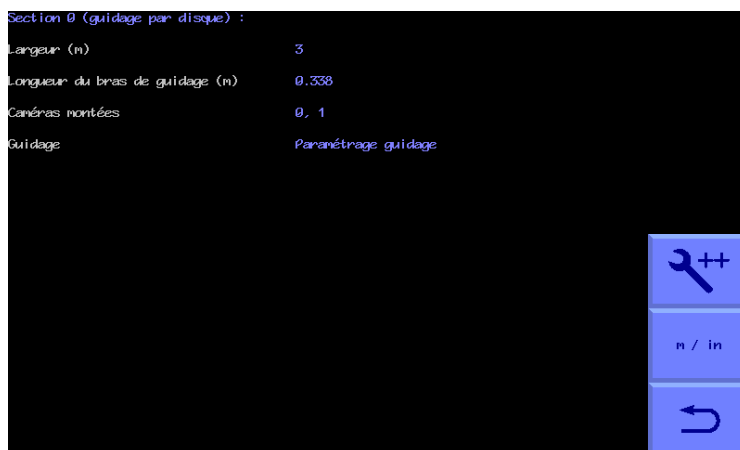 Section 0 (guidage par disque) :
Largeur (m) 3
Longueur du bras de guidage (m) 0.338
Caméras montées 0, 1
Guidage Paramétrage guidage
++
m / in